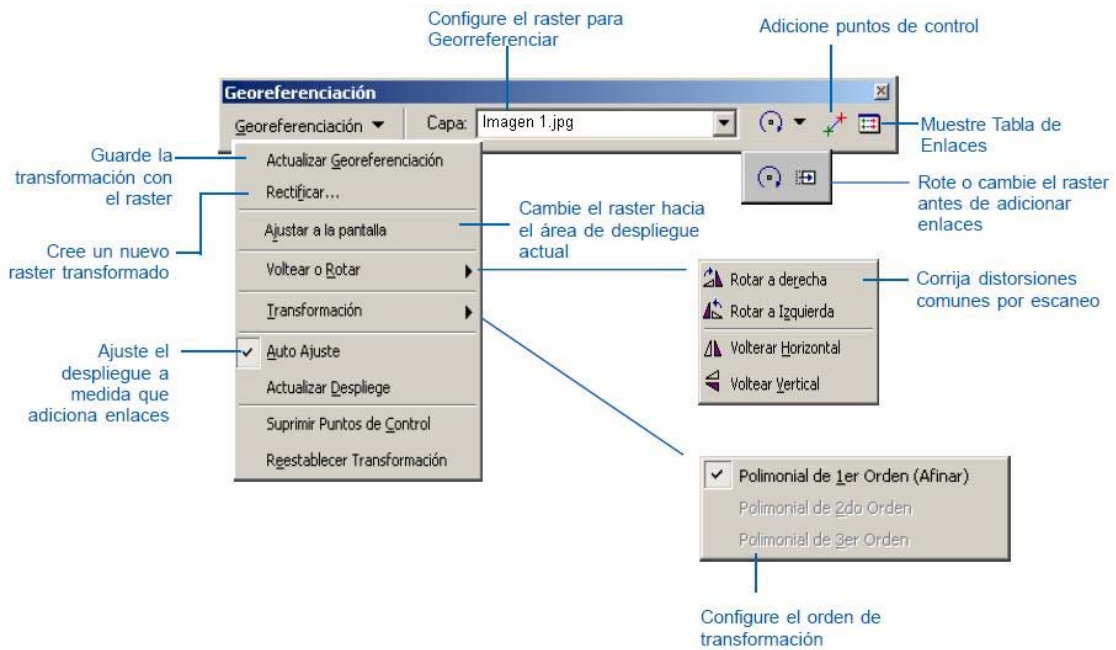 Configure el raster para
Georreferenciar
Adicione puntos de control
Georeferenciación
Georeferenciación
Capa:
Imagen 1.jpg
Muestre Tabla de
Enlaces
Guarde la
transformación con
el raster
Actualizar Georeferenciación
Rectificar...
Rote o cambie el raster
antes de adicionar
enlaces
Cree un nuevo
raster transformado
Ajustar a la pantalla
Cambie el raster hacia
el área de despliegue
actual
Voltear o Rotar
Rotar a derecha
Rotar a Izquierda
Volterar Horizontal
Voltear Vertical
Corrija distorsiones
comunes por escaneo
Transformación
Ajuste el
despliegue a
medida que
adiciona enlaces
Auto Ajuste
Actualizar Despliege
Suprimir Puntos de Control
Reestablecer Transformación
Polimonial de 1er Orden (Afinar)
Polimonial de 2do Orden
Polimonial de 3er Orden
Configure el orden de
transformación